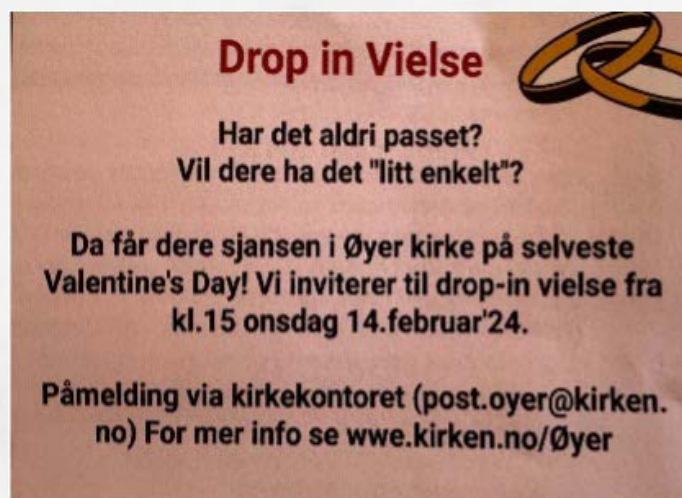 Drop in Vielse
Har det aldri passet?
Vil dere ha det "litt enkelt"?
Da får dere sjansen i Øyer kirke på selveste
Valentine's Day! Vi inviterer til drop-in vielse fra
kl.15 onsdag 14.februar'24.
Påmelding via kirkekontoret (post.oyer@kirken.
no) For mer info se wwe.kirken.no/Øyer